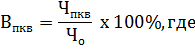 Впкв = Чпкв / Чо х 100%, где